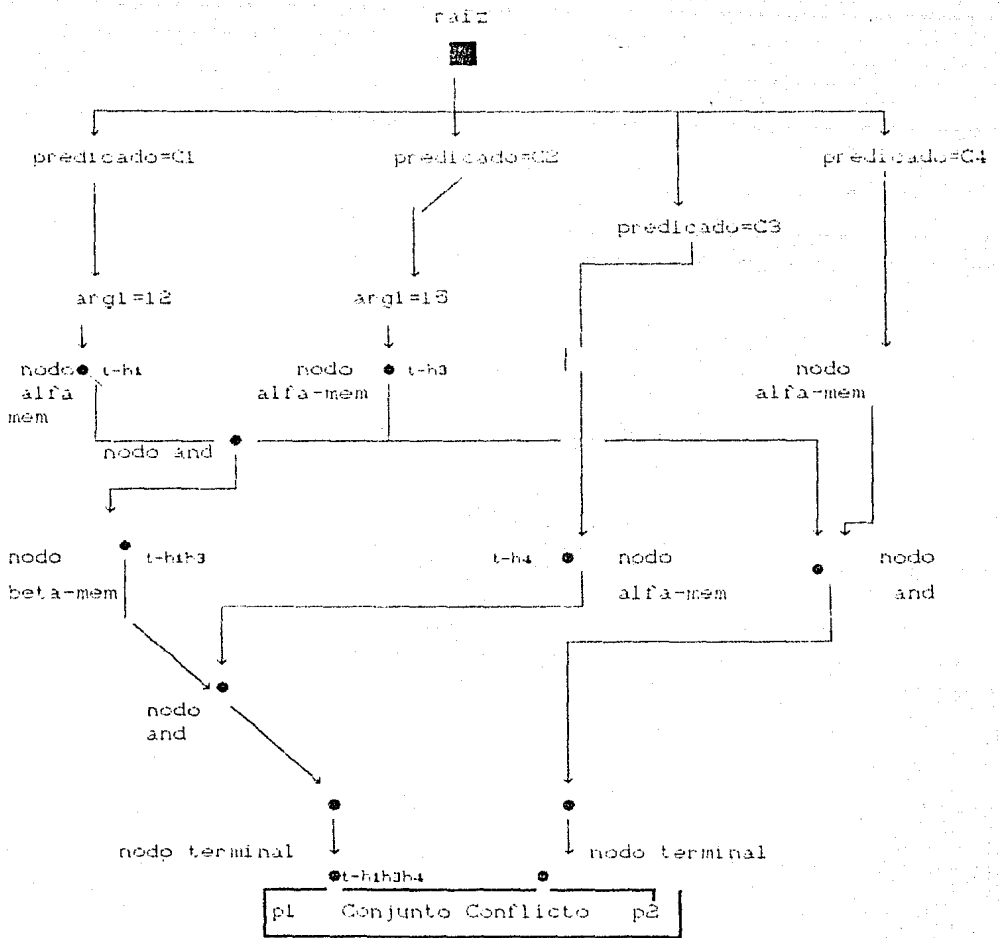 raíz
predicado=C1
predicado=C2
predicado=C4
predicado=C3
arg1=12
arg1=15
nodo
alfa
mem
t-h1
nodo
alfa-mem
t-h3
nodo
alfa-mem
nodo and
nodo
beta-mem
t-h1h3
t-h4
nodo
alfa-mem
nodo
and
nodo
and
nodo terminal
nodo terminal
t-h1h3h4
p1 Conjunto Conflicto p2